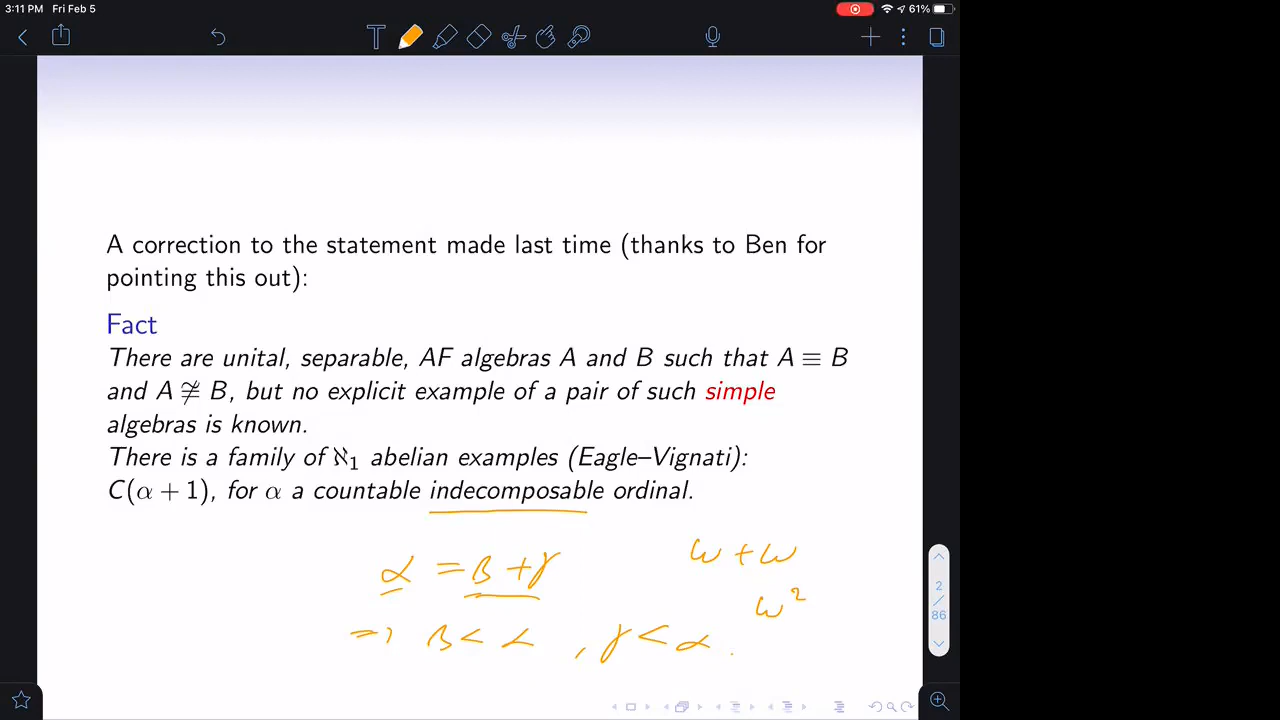 3:11 PM Fri Feb 5
61%
A correction to the statement made last time (thanks to Ben for
pointing this out):
Fact
There are unital, separable, AF algebras A and B such that A ≡ B
and A ≇ B, but no explicit example of a pair of such simple
algebras is known.
There is a family of ℵ₁ abelian examples (Eagle–Vignati):
C(α + 1), for α a countable indecomposable ordinal.
α = β + γ
ω + ω
ω²
⇒ β < α , γ < α .
2
/
86